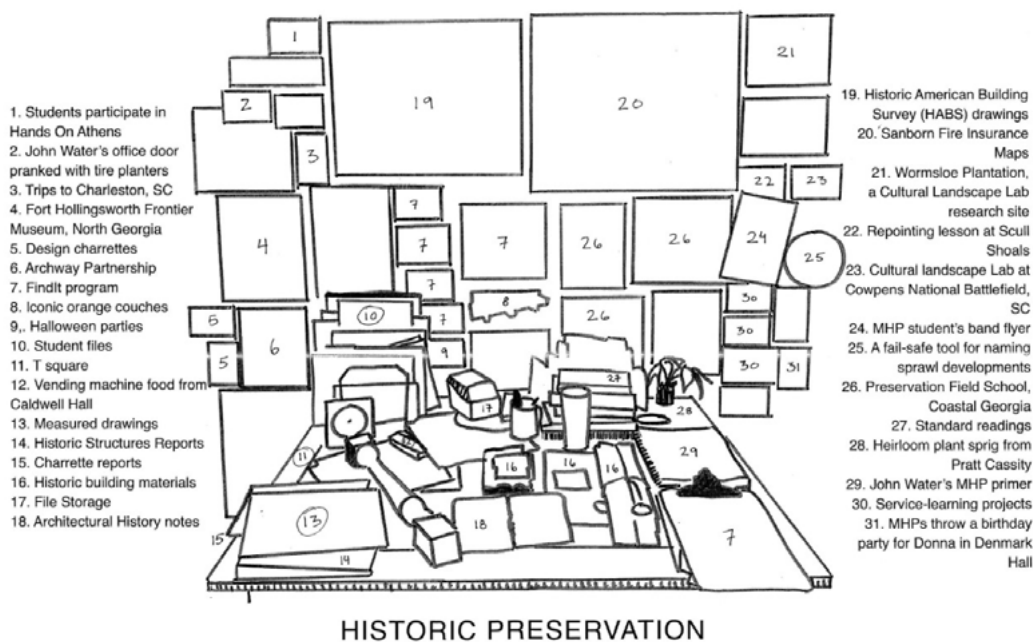 1. Students participate in
Hands On Athens
2. John Water's office door
pranked with tire planters
3. Trips to Charleston, SC
4. Fort Hollingsworth Frontier
Museum, North Georgia
5. Design charrettes
6. Archway Partnership
7. FindIt program
8. Iconic orange couches
9,. Halloween parties
10. Student files
11. T square
12. Vending machine food from
Caldwell Hall
13. Measured drawings
14. Historic Structures Reports
15. Charrette reports
16. Historic building materials
17. File Storage
18. Architectural History notes
1
19
20
21
2
3
22
23
7
4
7
7
26
26
24
25
7
8
30
10
5
7
26
30
6
5
9
30
31
27
17
28
11
16
16
16
29
13
18
7
15
14
19. Historic American Building
Survey (HABS) drawings
20. Sanborn Fire Insurance
Maps
21. Wormsloe Plantation,
a Cultural Landscape Lab
research site
22. Repointing lesson at Scull
Shoals
23. Cultural landscape Lab at
Cowpens National Battlefield,
SC
24. MHP student's band flyer
25. A fail-safe tool for naming
sprawl developments
26. Preservation Field School,
Coastal Georgia
27. Standard readings
28. Heirloom plant sprig from
Pratt Cassity
29. John Water's MHP primer
30. Service-learning projects
31. MHPs throw a birthday
party for Donna in Denmark
Hall
HISTORIC PRESERVATION